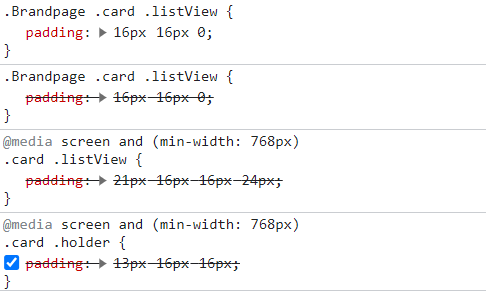 .Brandpage .card .listView {
padding: ▶ 16px 16px 0;
}
.Brandpage .card .listView {
padding: ▶ 16px 16px 0;
}
@media screen and (min-width: 768px)
.card .listView {
padding: ▶ 21px 16px 16px 24px;
}
@media screen and (min-width: 768px)
.card .holder {
padding: ▶ 13px 16px 16px;
}